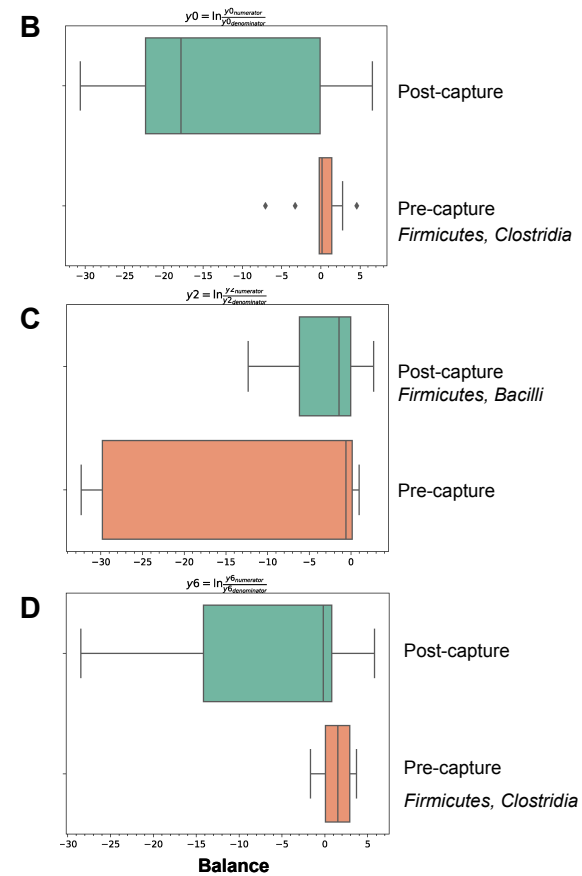 B
y0 = ln y0numerator
y0denominator
Post-capture
Pre-capture
Firmicutes, Clostridia
−30 −25 −20 −15 −10 −5 0 5
y2 = ln y2numerator
y2denominator
C
Post-capture
Firmicutes, Bacilli
Pre-capture
−30 −25 −20 −15 −10 −5 0
y6 = ln y6numerator
y6denominator
D
Post-capture
Pre-capture
Firmicutes, Clostridia
−30 −25 −20 −15 −10 −5 0 5
Balance